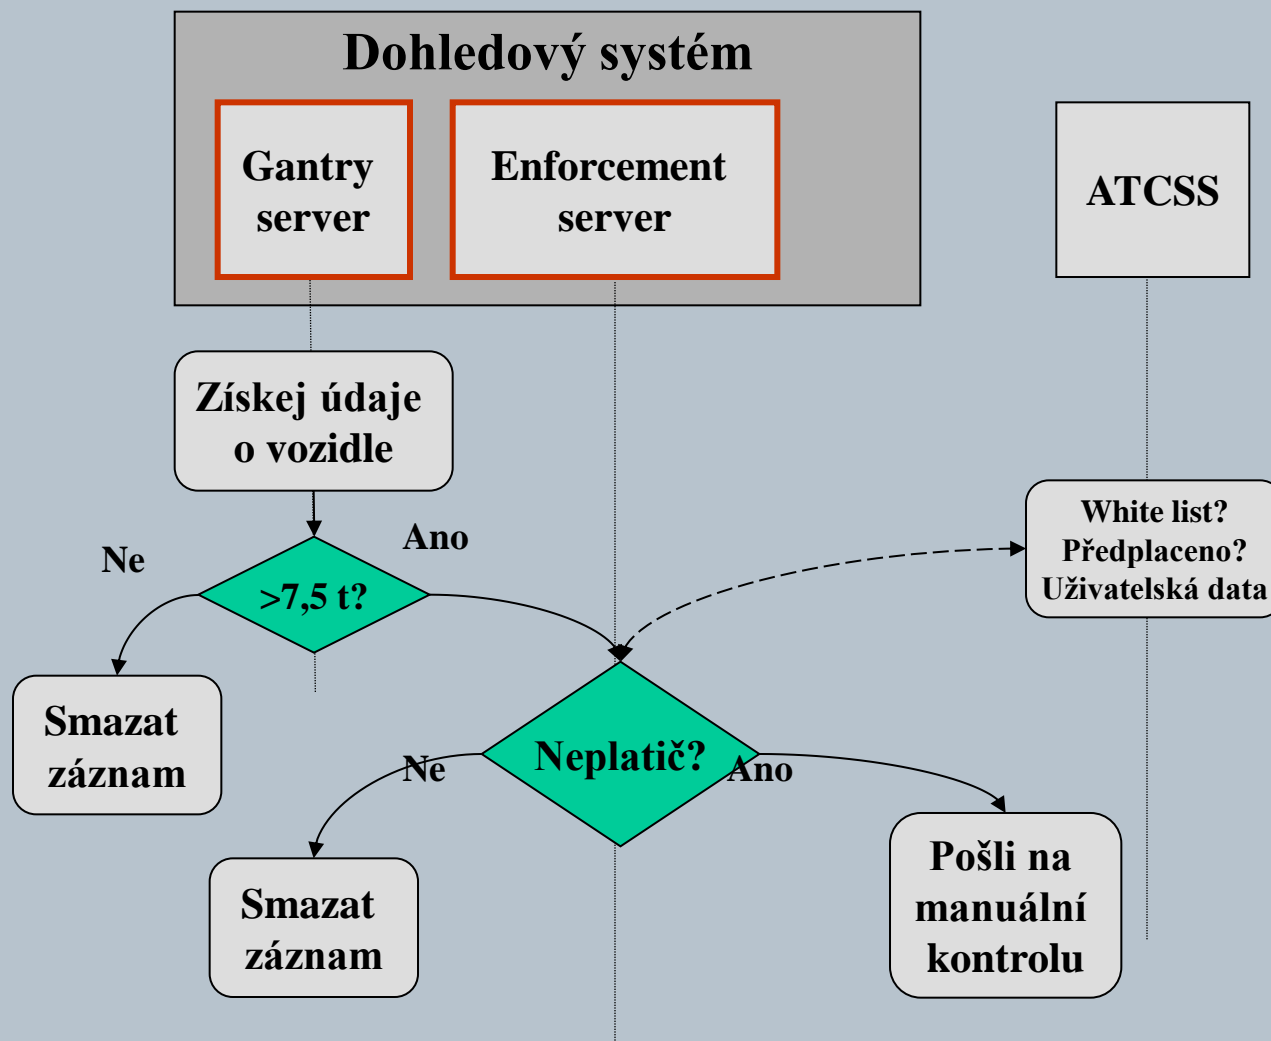 Dohledový systém
Gantry
server
Enforcement
server
ATCSS
Získej údaje
o vozidle
Ne
Ano
>7,5 t?
White list?
Předplaceno?
Uživatelská data
Smazat
záznam
Ne
Neplatič?
Ano
Smazat
záznam
Pošli na
manuální
kontrolu